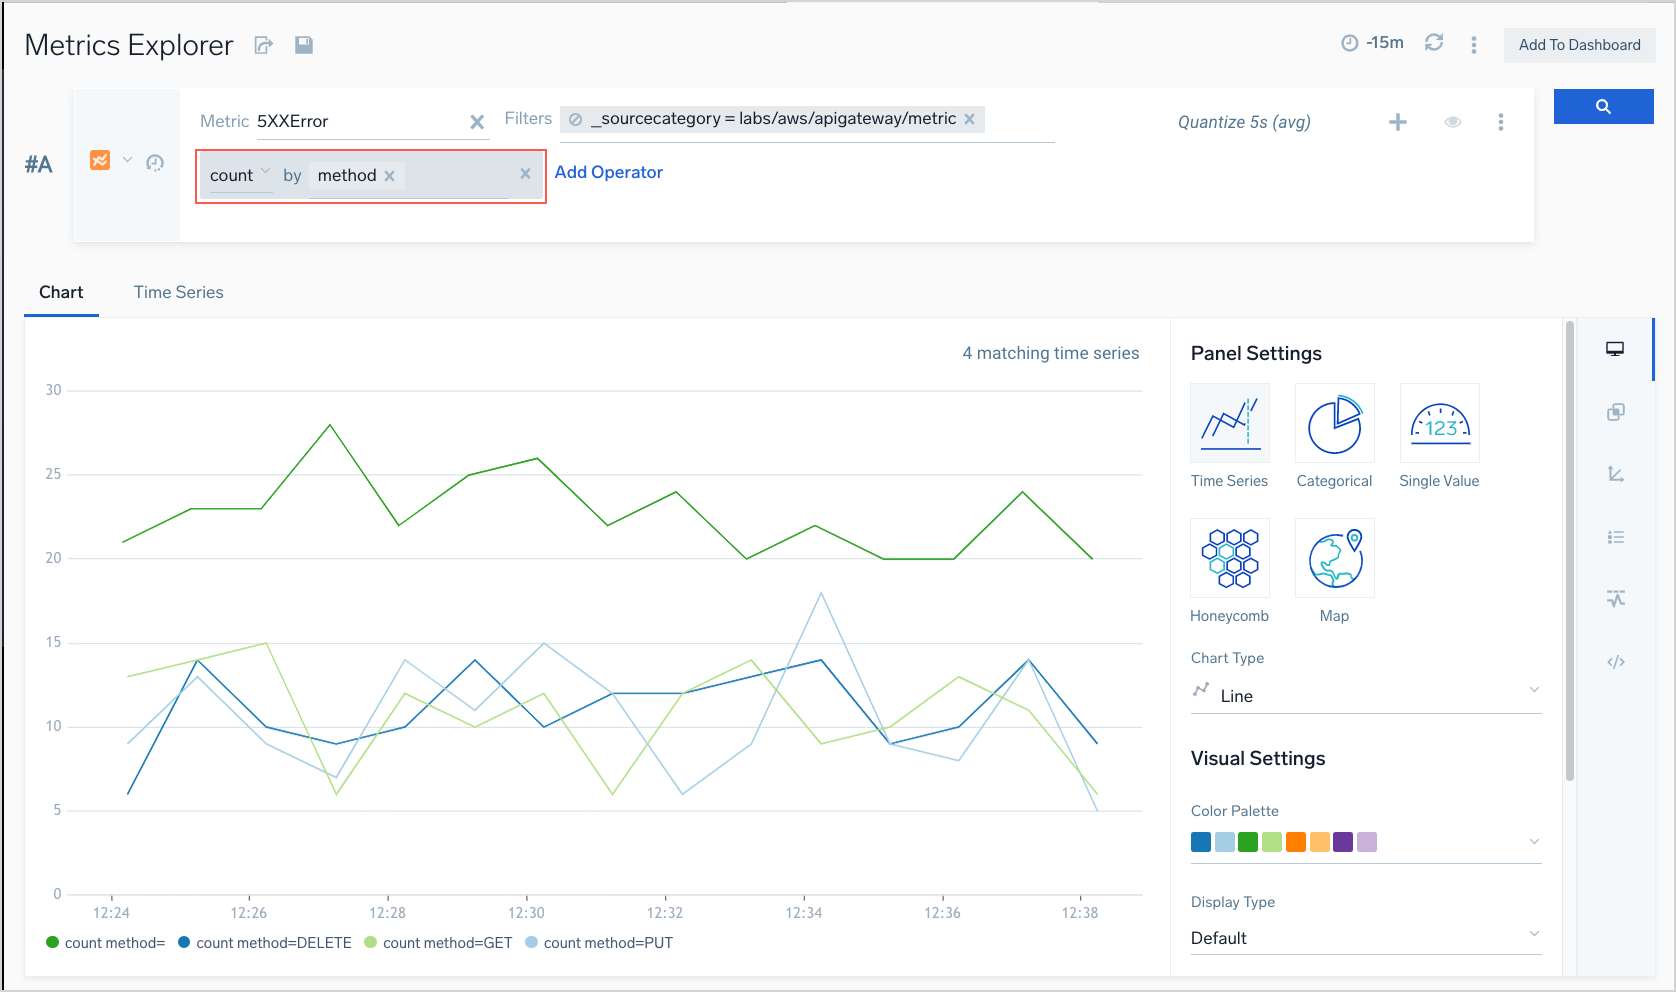 Metrics Explorer
-15m
Add To Dashboard
#A
Metric 5XXError
Filters _sourcecategory = labs/aws/apigateway/metric
Quantize 5s (avg)
count by method
Add Operator
Chart
Time Series
4 matching time series
30
25
20
15
10
5
0
12:24 12:26 12:28 12:30 12:32 12:34 12:36 12:38
count method= count method=DELETE count method=GET count method=PUT
Panel Settings
123
Time Series Categorical Single Value
Honeycomb Map
Chart Type
Line
Visual Settings
Color Palette
Display Type
Default